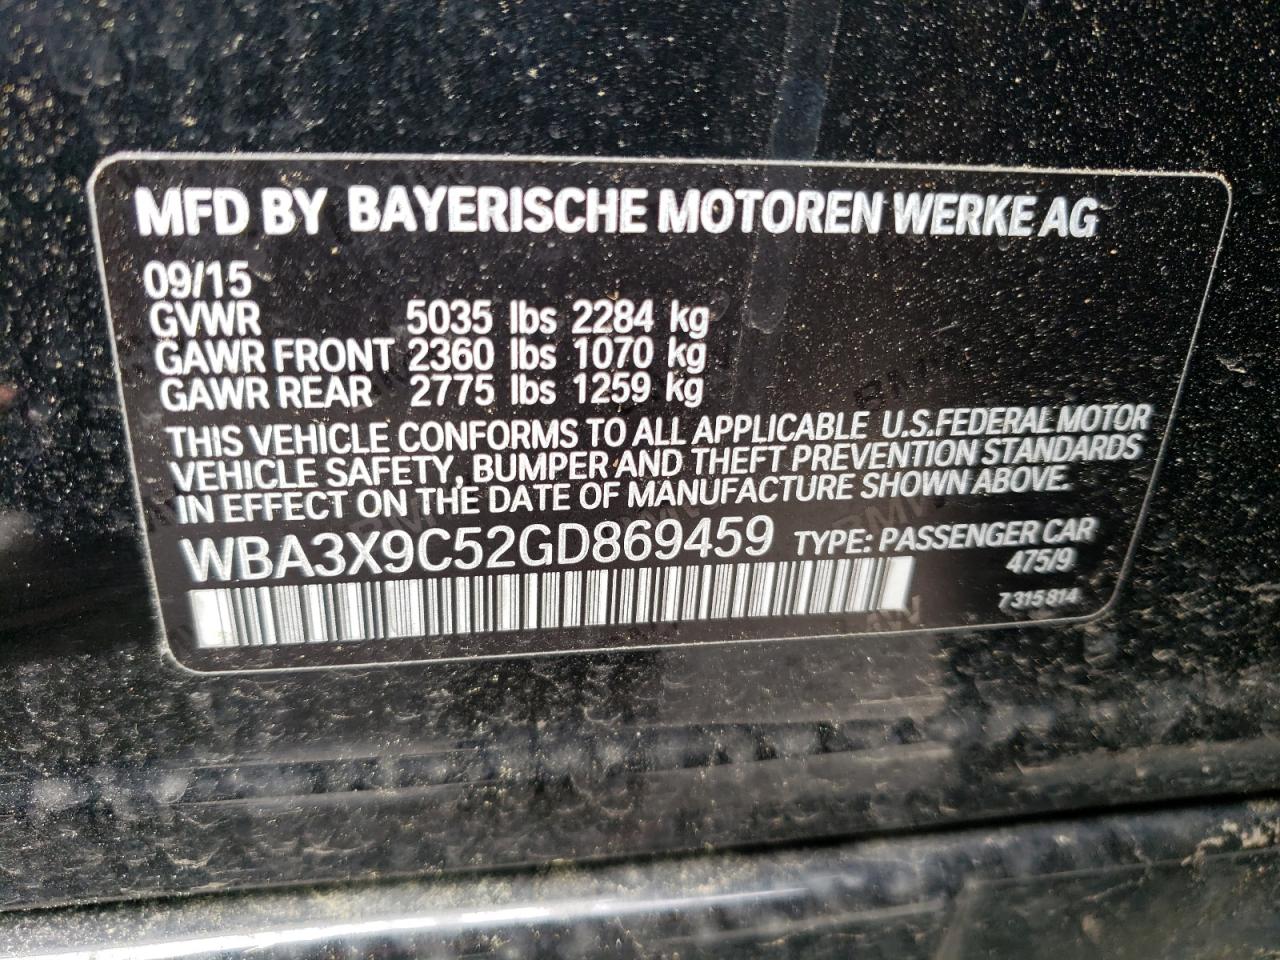 MFD BY BAYERISCHE MOTOREN WERKE AG
09/15
GVWR 5035 lbs 2284 kg
GAWR FRONT 2360 lbs 1070 kg
GAWR REAR 2775 lbs 1259 kg
THIS VEHICLE CONFORMS TO ALL APPLICABLE U.S.FEDERAL MOTOR
VEHICLE SAFETY, BUMPER AND THEFT PREVENTION STANDARDS
IN EFFECT ON THE DATE OF MANUFACTURE SHOWN ABOVE.
WBA3X9C52GD869459 TYPE: PASSENGER CAR
475/9
7 315 814